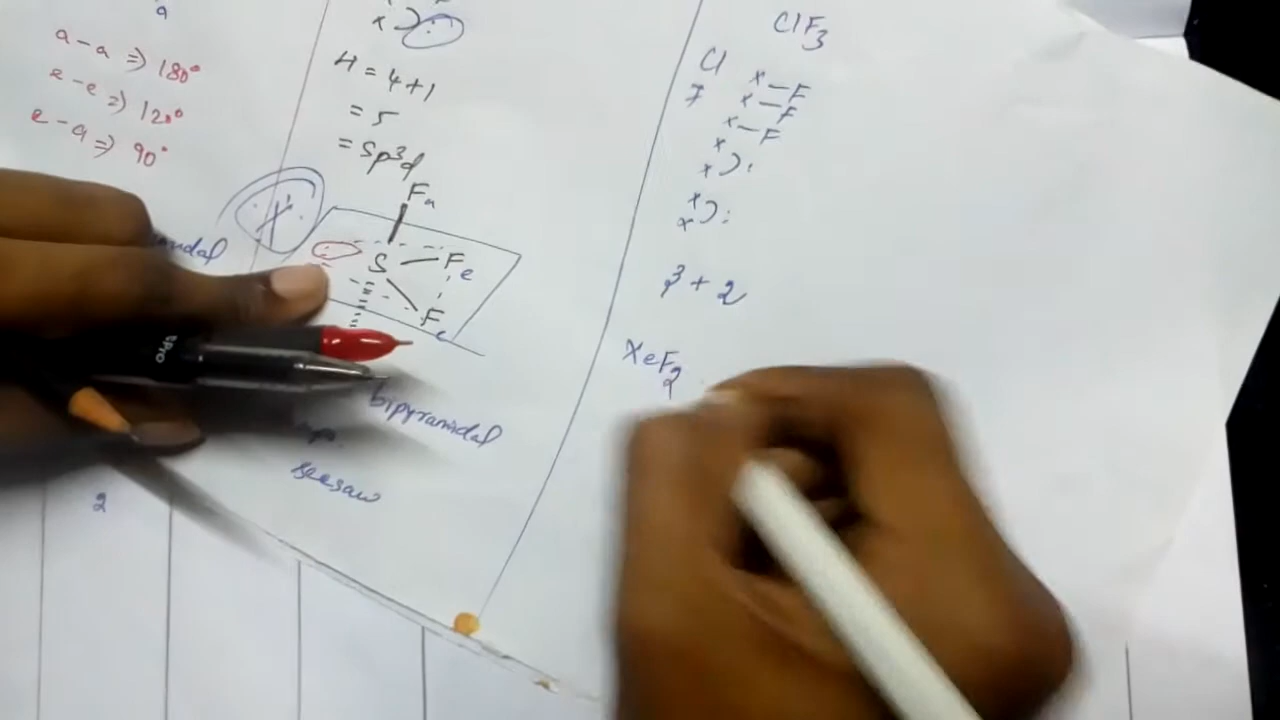 a
a-a => 180°
e-e => 120°
e-a => 90°
x
H = 4+1
= 5
= sp³d
Fa
S Fe
Fe
bipyramidal
seesaw
2
ClF3
Cl
7 x-F
x-F
x-F
x
x
x
x
3+2
XeF2